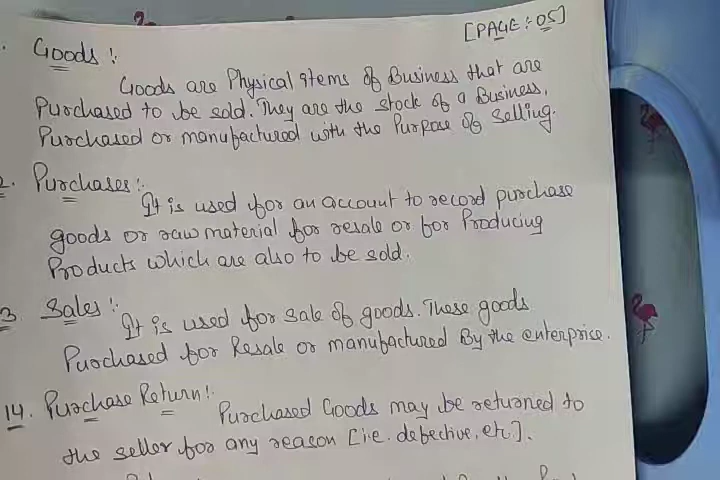 [PAGE: 05]
Goods:
Goods are Physical items of Business that are
Purchased to be sold. They are the stock of a Business,
Purchased or manufactured with the Purpose of Selling.
2. Purchases:
It is used for an account to record purchase
goods or raw material for resale or for Producing
Products which are also to be sold.
3 Sales:
It is used for sale of goods. These goods
Purchased for Resale or manufactured By the enterprise.
14. Purchase Return:
Purchased Goods may be returned to
the seller for any reason [i.e. defective, etc.].